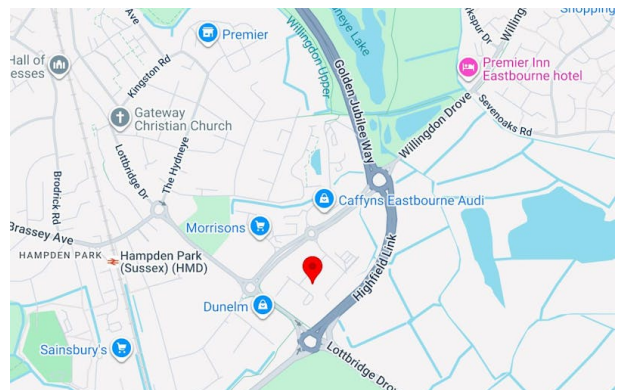 Shopping
Premier
Hall of
esses
Kingston Rd
Willingdon Upper
Golden Jubilee Way
Premier Inn
Eastbourne hotel
Sevenoaks Rd
Willingdon Drove
Gateway
Christian Church
Lottbridge Dr
The Hydneye
Brodrick Rd
Caffyns Eastbourne Audi
Morrisons
Brassey Ave
HAMPDEN PARK
Hampden Park
(Sussex) (HMD)
Highfield Link
Dunelm
Sainsbury's
Lottbridge Dro